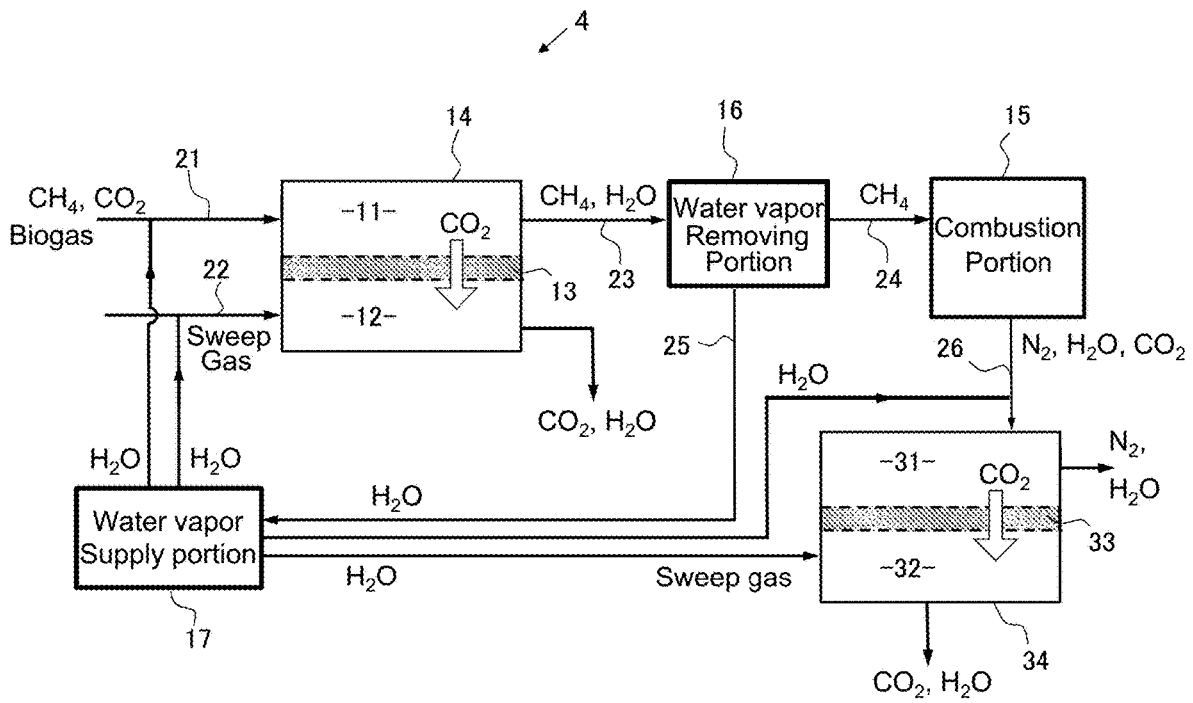 4
14
16
15
21
CH₄, CO₂
Biogas
-11-
CO₂
CH₄, H₂O
23
Water vapor
Removing
Portion
CH₄
24
Combustion
Portion
22
Sweep
Gas
-12-
13
25
26
N₂, H₂O, CO₂
CO₂, H₂O
H₂O
H₂O
H₂O
-31-
CO₂
N₂,
H₂O
Water vapor
Supply portion
H₂O
H₂O
Sweep gas
-32-
33
17
34
CO₂, H₂O